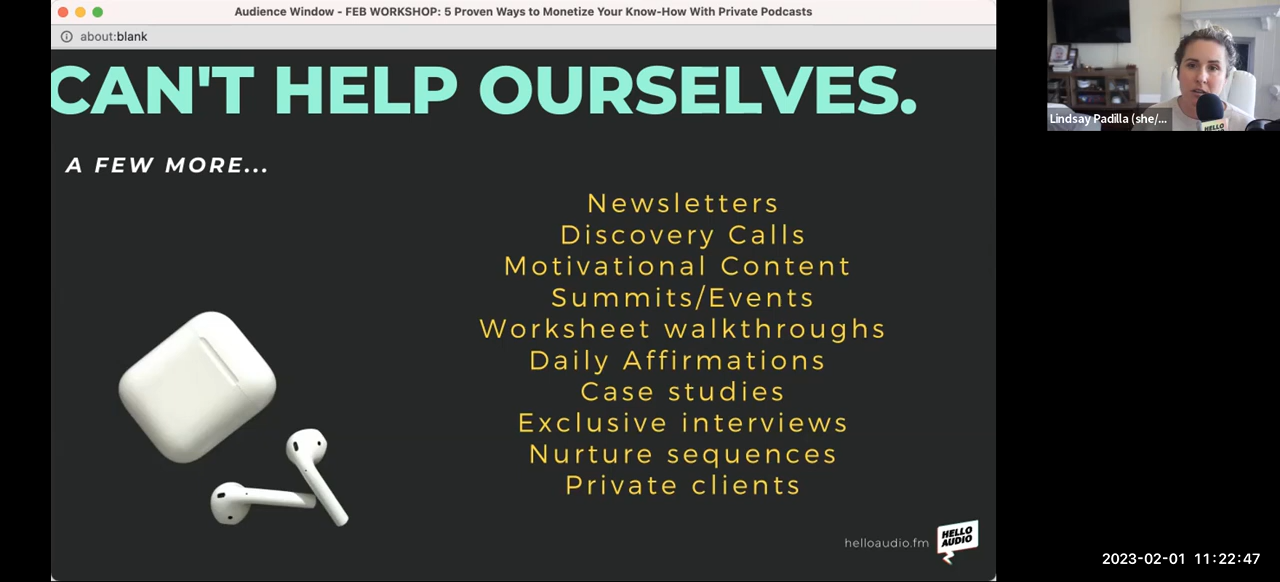 Audience Window - FEB WORKSHOP: 5 Proven Ways to Monetize Your Know-How With Private Podcasts
about:blank
CAN'T HELP OURSELVES.
A FEW MORE...
Newsletters
Discovery Calls
Motivational Content
Summits/Events
Worksheet walkthroughs
Daily Affirmations
Case studies
Exclusive interviews
Nurture sequences
Private clients
helloaudio.fm
HELLO
AUDIO
Lindsay Padilla (she/...
HELLO
2023-02-01 11:22:47